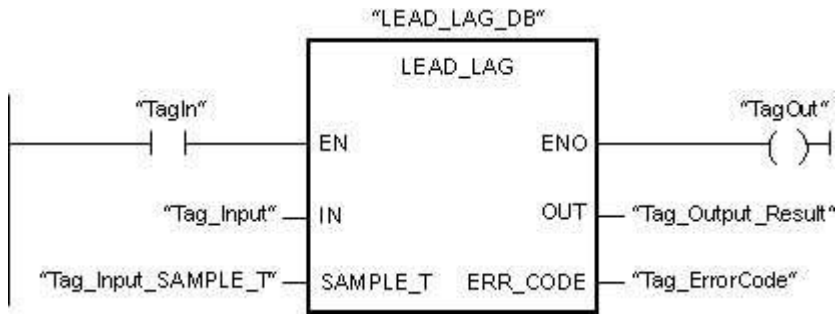 "LEAD_LAG_DB"
LEAD_LAG
"TagIn"
"TagOut"
EN
ENO
"Tag_Input"
IN
OUT
"Tag_Output_Result"
"Tag_Input_SAMPLE_T"
SAMPLE_T
ERR_CODE
"Tag_ErrorCode"